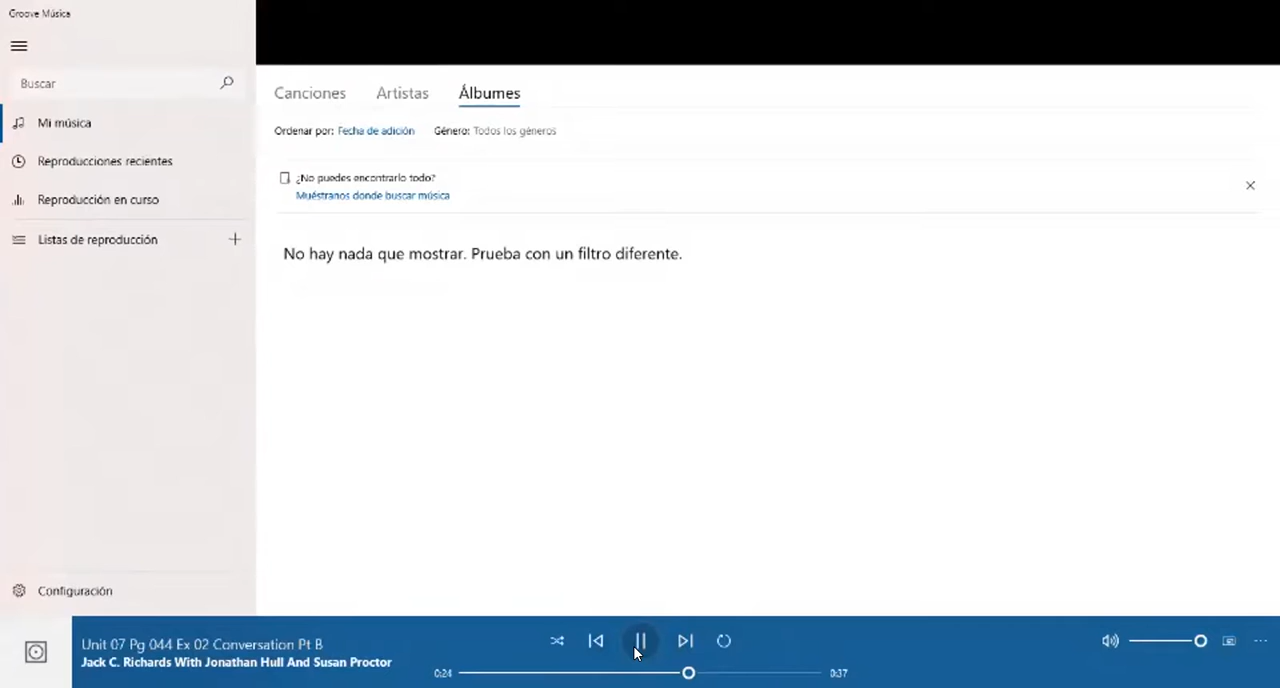 Groove Música
Buscar
Mi música
Reproducciones recientes
Reproducción en curso
Listas de reproducción
Configuración
Canciones Artistas Álbumes
Ordenar por: Fecha de adición Género: Todos los géneros
¿No puedes encontrarlo todo?
Muéstranos donde buscar música
No hay nada que mostrar. Prueba con un filtro diferente.
Unit 07 Pg 044 Ex 02 Conversation Pt B
Jack C. Richards With Jonathan Hull And Susan Proctor
0:24 0:37